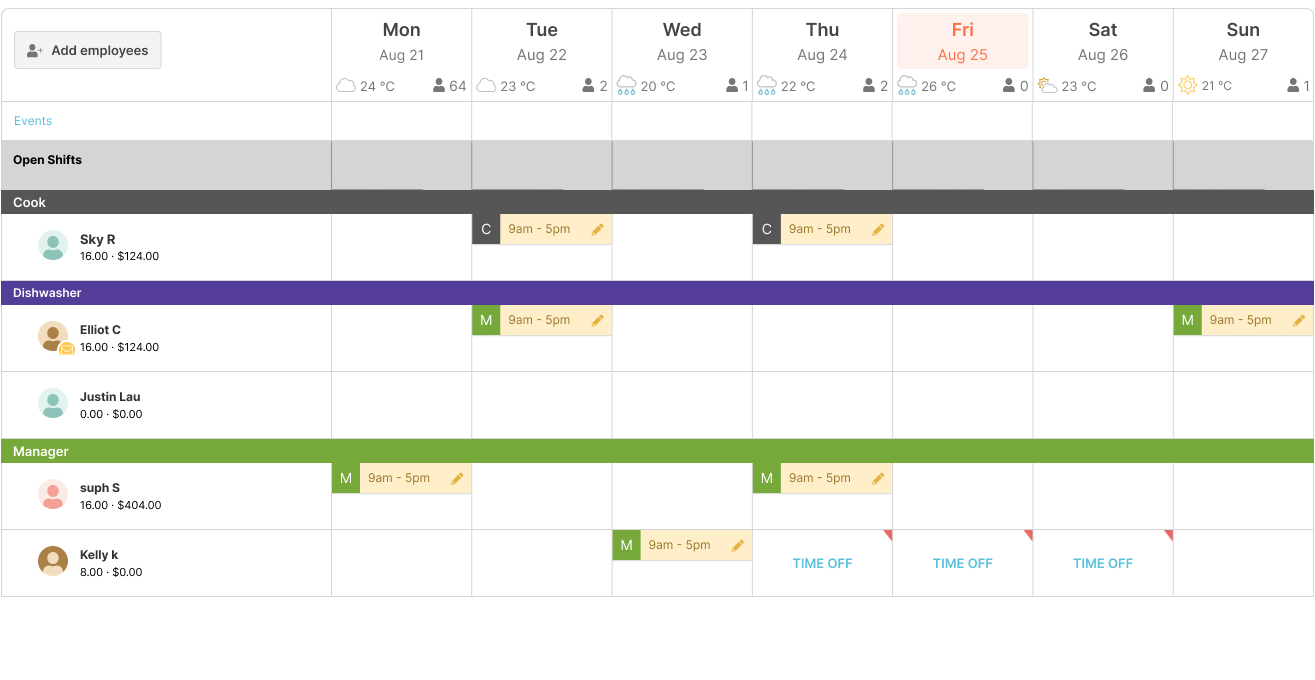 Add employees
Mon Tue Wed Thu Fri Sat Sun
Aug 21 Aug 22 Aug 23 Aug 24 Aug 25 Aug 26 Aug 27
24 °C 64 23 °C 2 20 °C 1 22 °C 2 26 °C 0 23 °C 0 21 °C 1
Events
Open Shifts
Cook
Sky R
16.00 · $124.00
C 9am - 5pm C 9am - 5pm
Dishwasher
Elliot C
16.00 · $124.00
M 9am - 5pm M 9am - 5pm
Justin Lau
0.00 · $0.00
Manager
suph S
16.00 · $404.00
M 9am - 5pm M 9am - 5pm
Kelly k
8.00 · $0.00
M 9am - 5pm TIME OFF TIME OFF TIME OFF